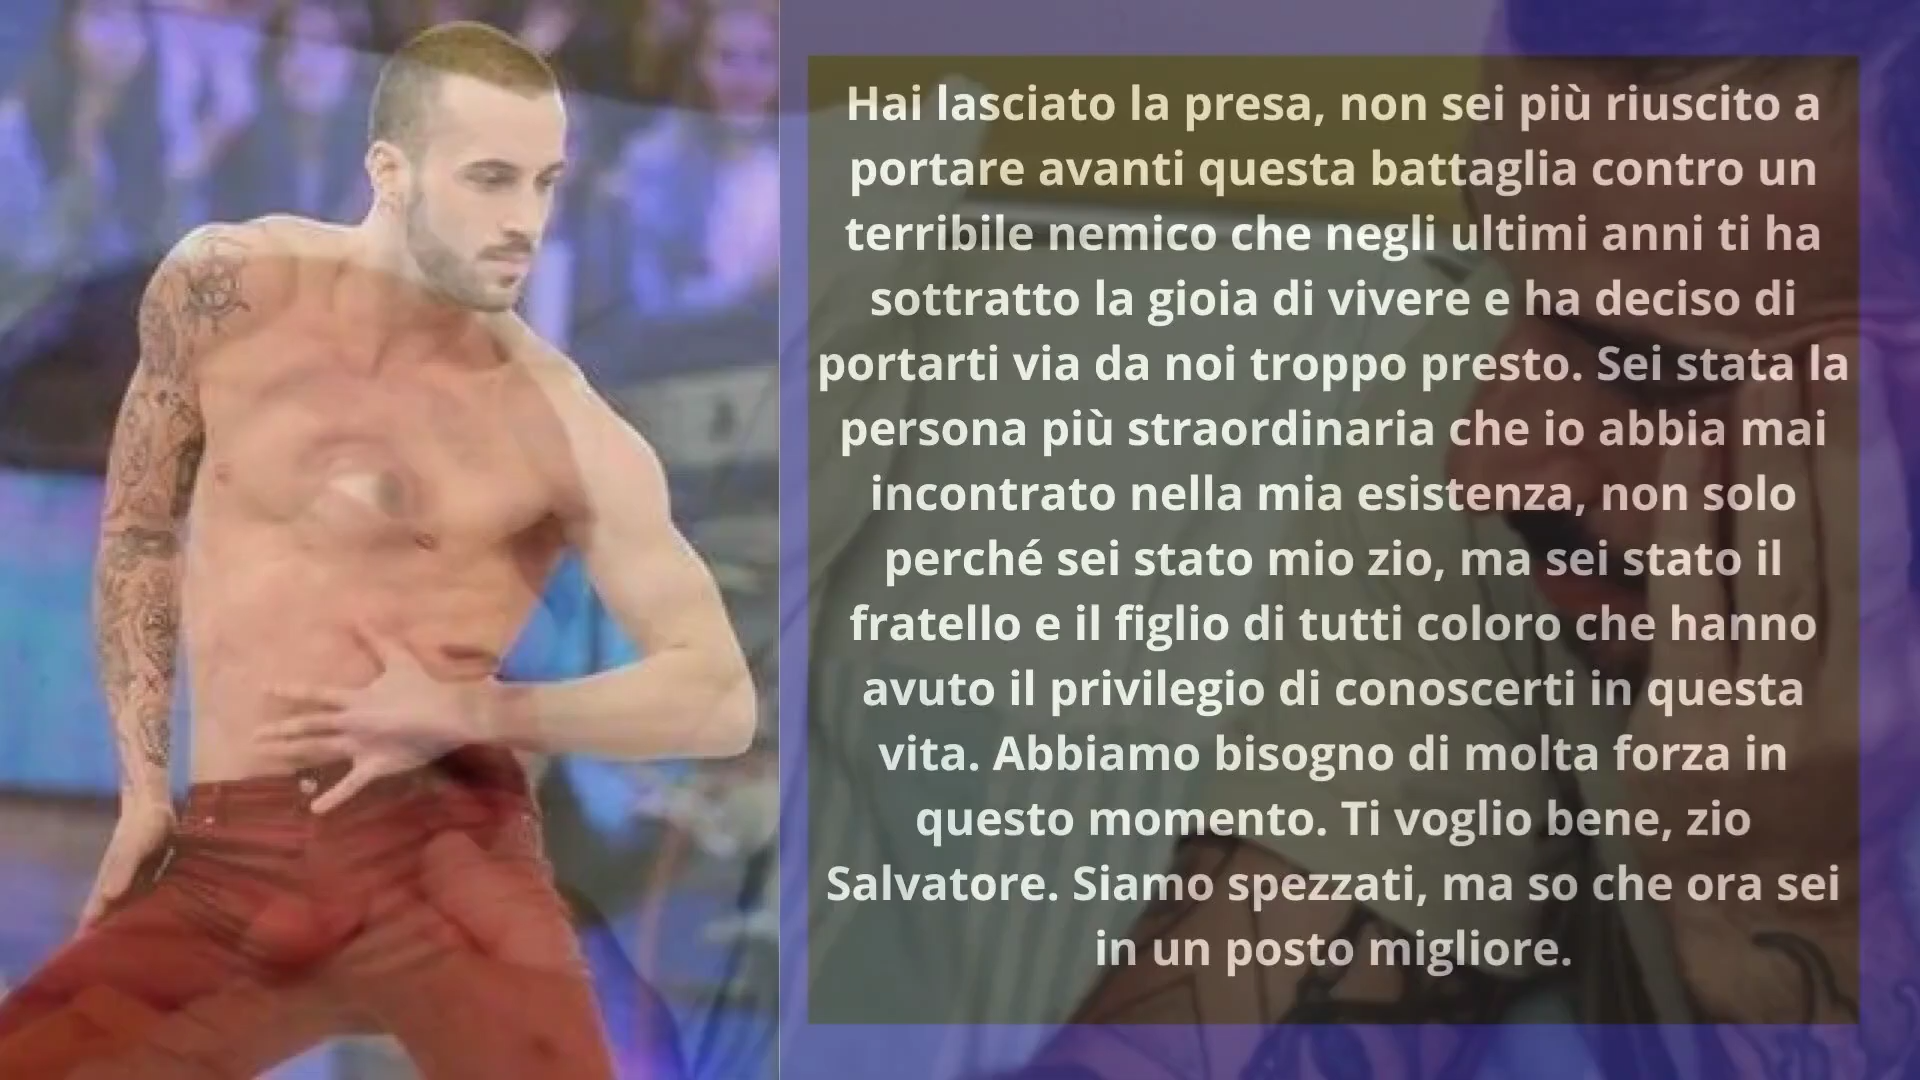 Hai lasciato la presa, non sei più riuscito a
portare avanti questa battaglia contro un
terribile nemico che negli ultimi anni ti ha
sottratto la gioia di vivere e ha deciso di
portarti via da noi troppo presto. Sei stata la
persona più straordinaria che io abbia mai
incontrato nella mia esistenza, non solo
perché sei stato mio zio, ma sei stato il
fratello e il figlio di tutti coloro che hanno
avuto il privilegio di conoscerti in questa
vita. Abbiamo bisogno di molta forza in
questo momento. Ti voglio bene, zio
Salvatore. Siamo spezzati, ma so che ora sei
in un posto migliore.